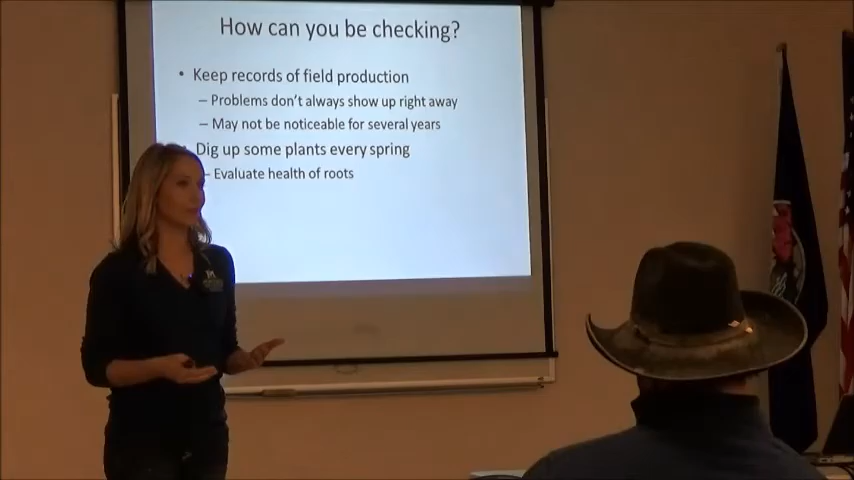 How can you be checking?
• Keep records of field production
– Problems don't always show up right away
– May not be noticeable for several years
Dig up some plants every spring
– Evaluate health of roots